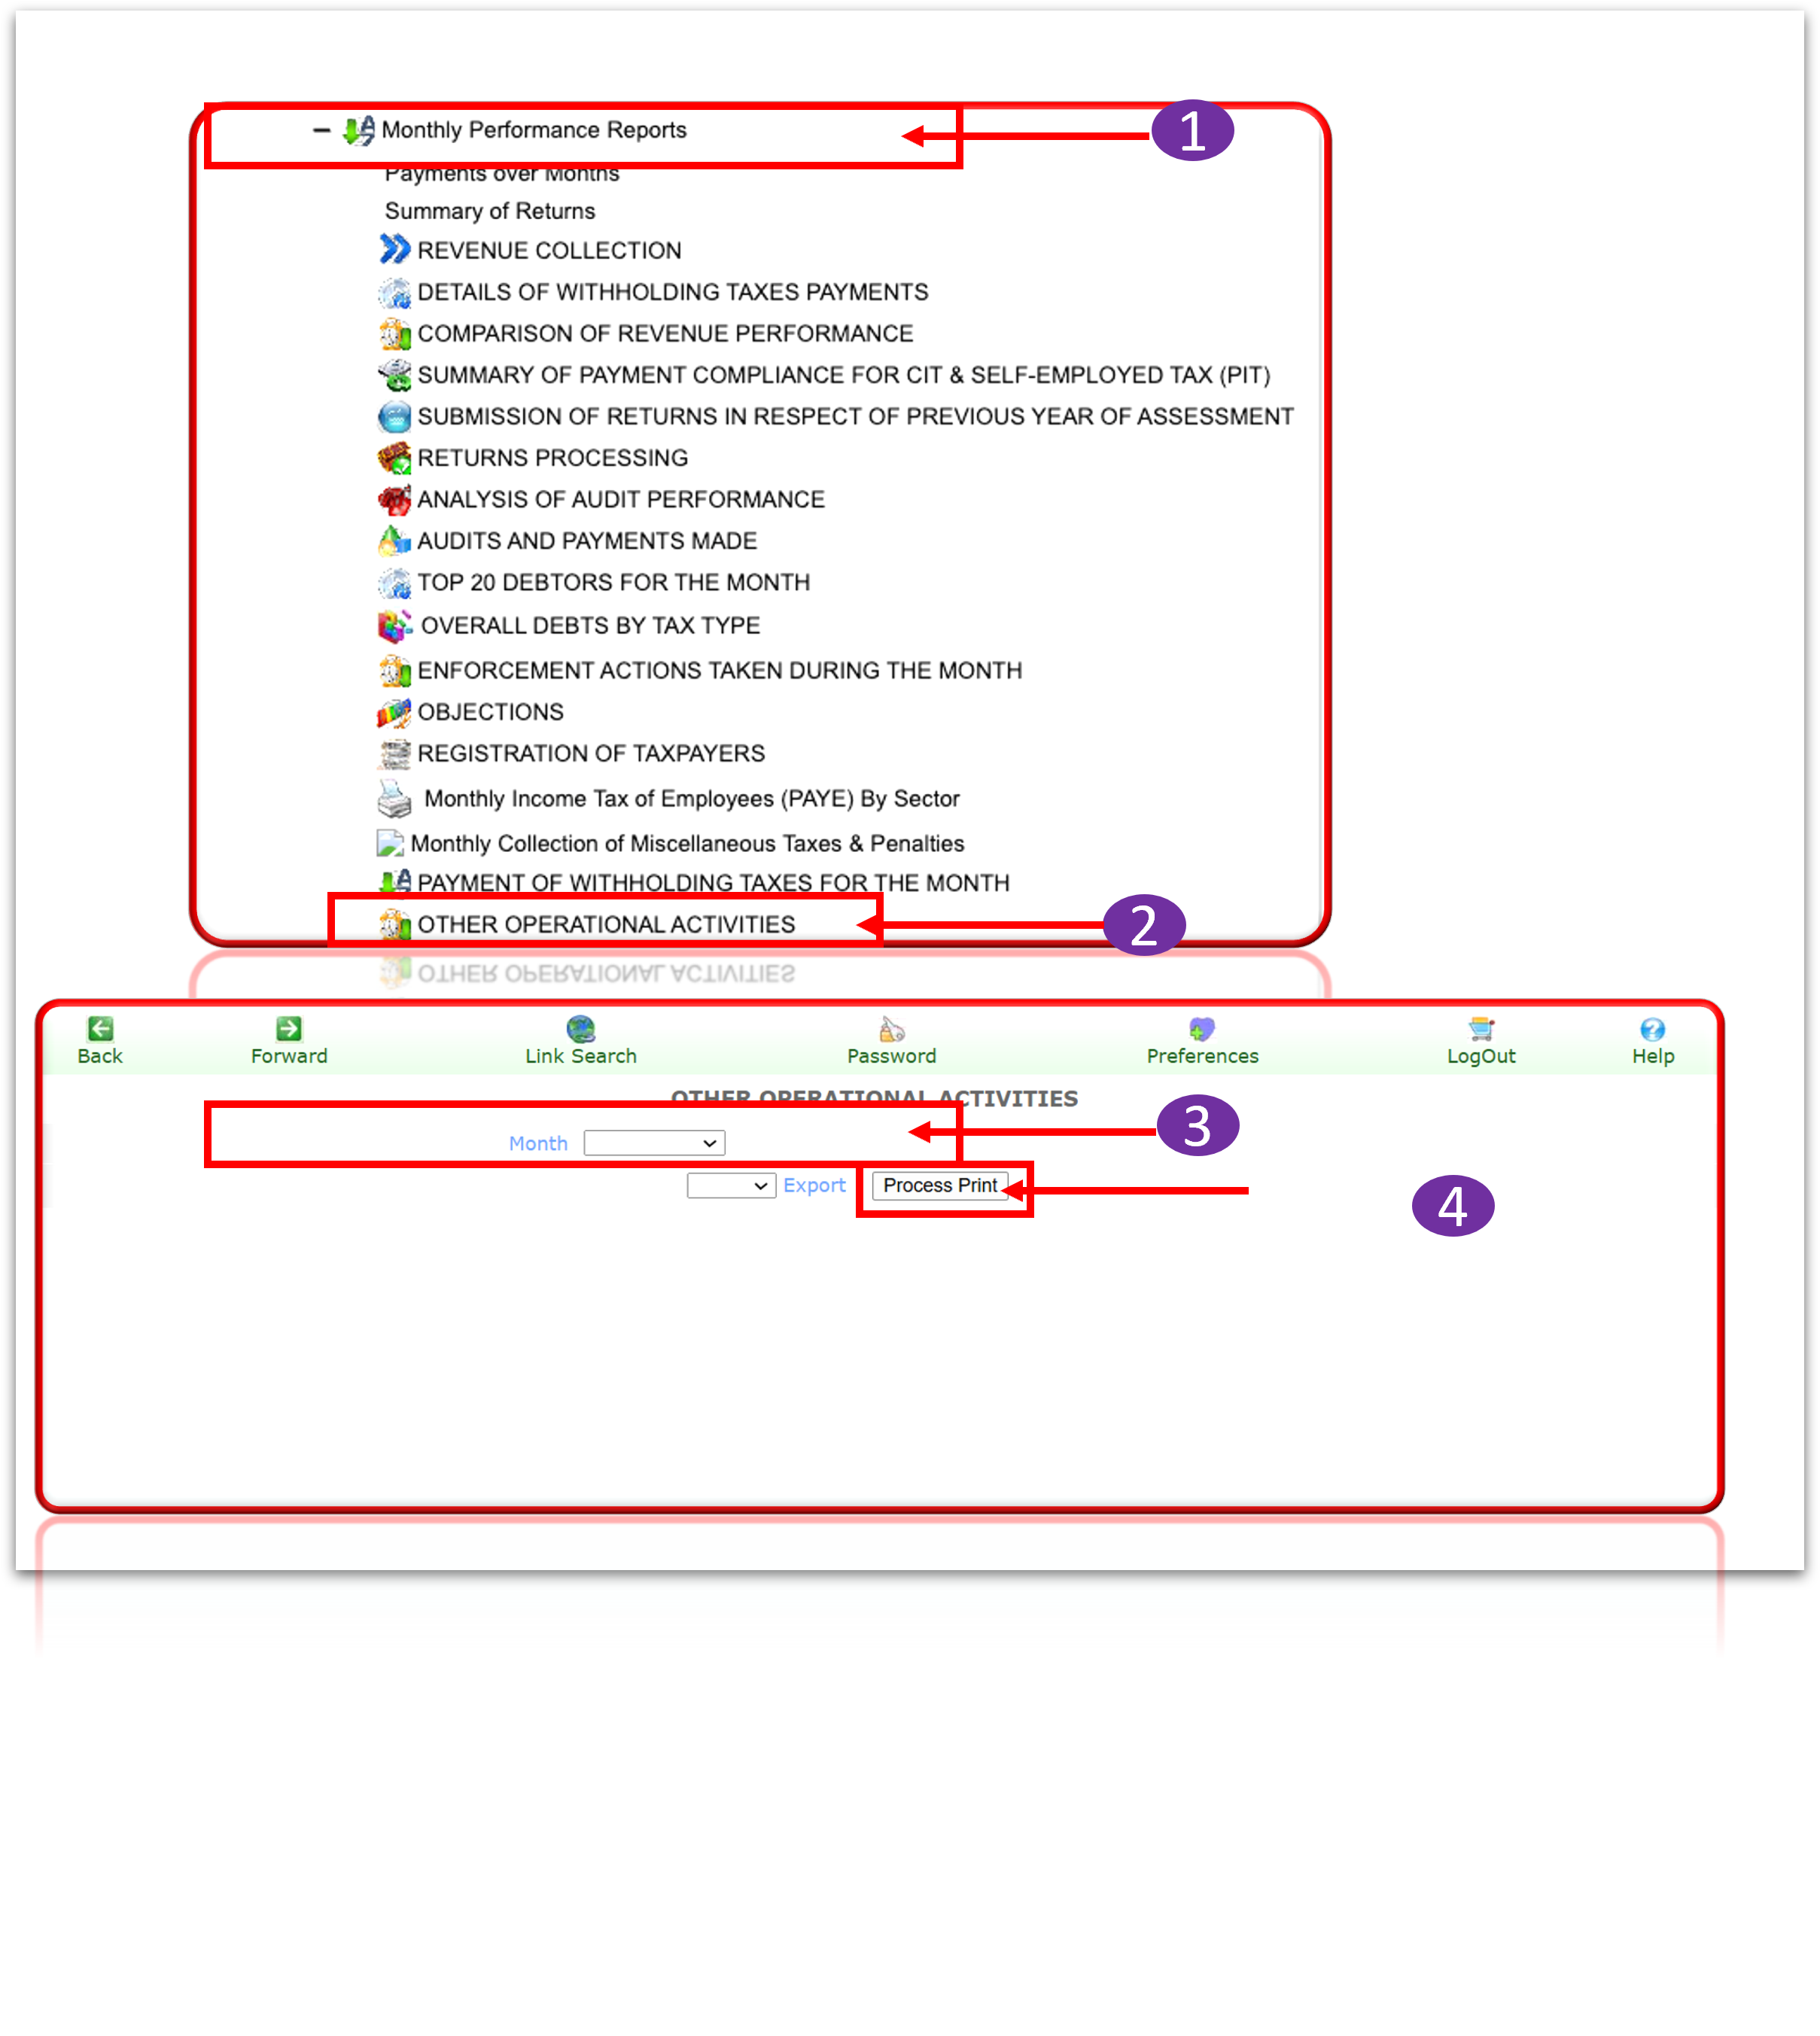 Monthly Performance Reports
1
Payments over Months
Summary of Returns
REVENUE COLLECTION
DETAILS OF WITHHOLDING TAXES PAYMENTS
COMPARISON OF REVENUE PERFORMANCE
SUMMARY OF PAYMENT COMPLIANCE FOR CIT & SELF-EMPLOYED TAX (PIT)
SUBMISSION OF RETURNS IN RESPECT OF PREVIOUS YEAR OF ASSESSMENT
RETURNS PROCESSING
ANALYSIS OF AUDIT PERFORMANCE
AUDITS AND PAYMENTS MADE
TOP 20 DEBTORS FOR THE MONTH
OVERALL DEBTS BY TAX TYPE
ENFORCEMENT ACTIONS TAKEN DURING THE MONTH
OBJECTIONS
REGISTRATION OF TAXPAYERS
Monthly Income Tax of Employees (PAYE) By Sector
Monthly Collection of Miscellaneous Taxes & Penalties
PAYMENT OF WITHHOLDING TAXES FOR THE MONTH
OTHER OPERATIONAL ACTIVITIES
2
OTHER OPERATIONAL ACTIVITIES
Back Forward Link Search Password Preferences LogOut Help
OTHER OPERATIONAL ACTIVITIES
3
Month
Export Process Print
4